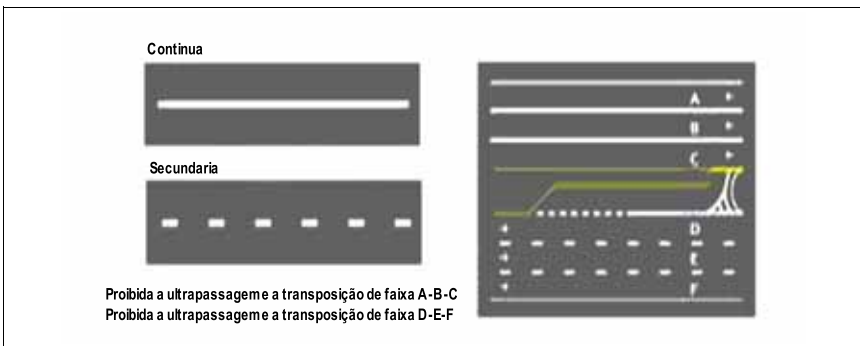 Continua
Secundaria
A
B
C
D
E
F
Proibida a ultrapassageme a transposição de faixa A-B-C
Proibida a ultrapassageme a transposição de faixa D-E-F